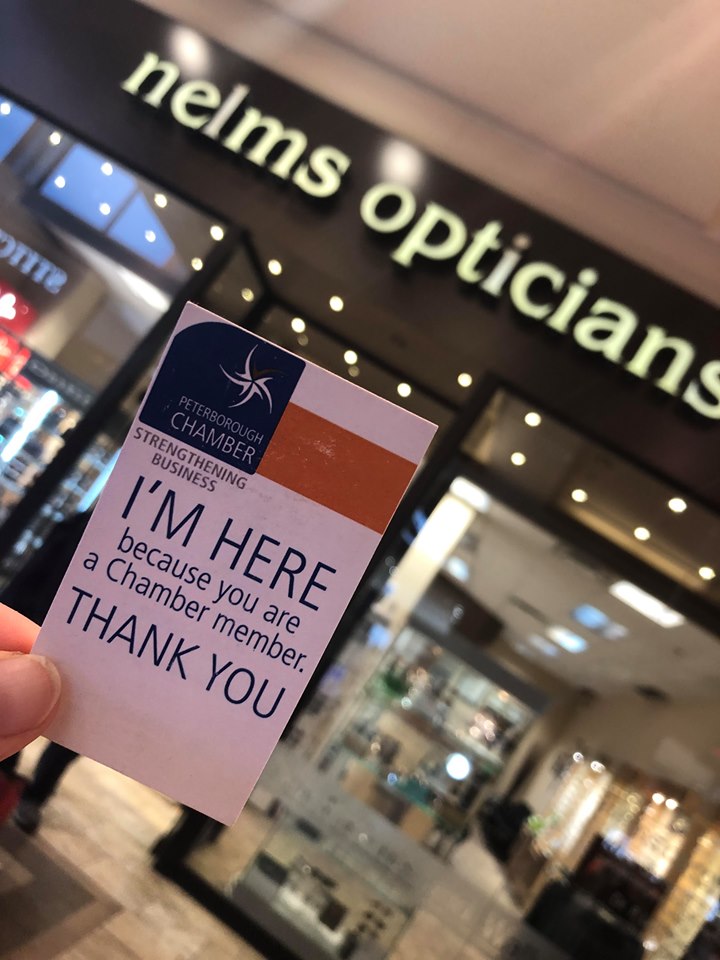 nelms opticians
PETERBOROUGH
CHAMBER
STRENGTHENING
BUSINESS
I'M HERE
because you are
a Chamber member.
THANK YOU